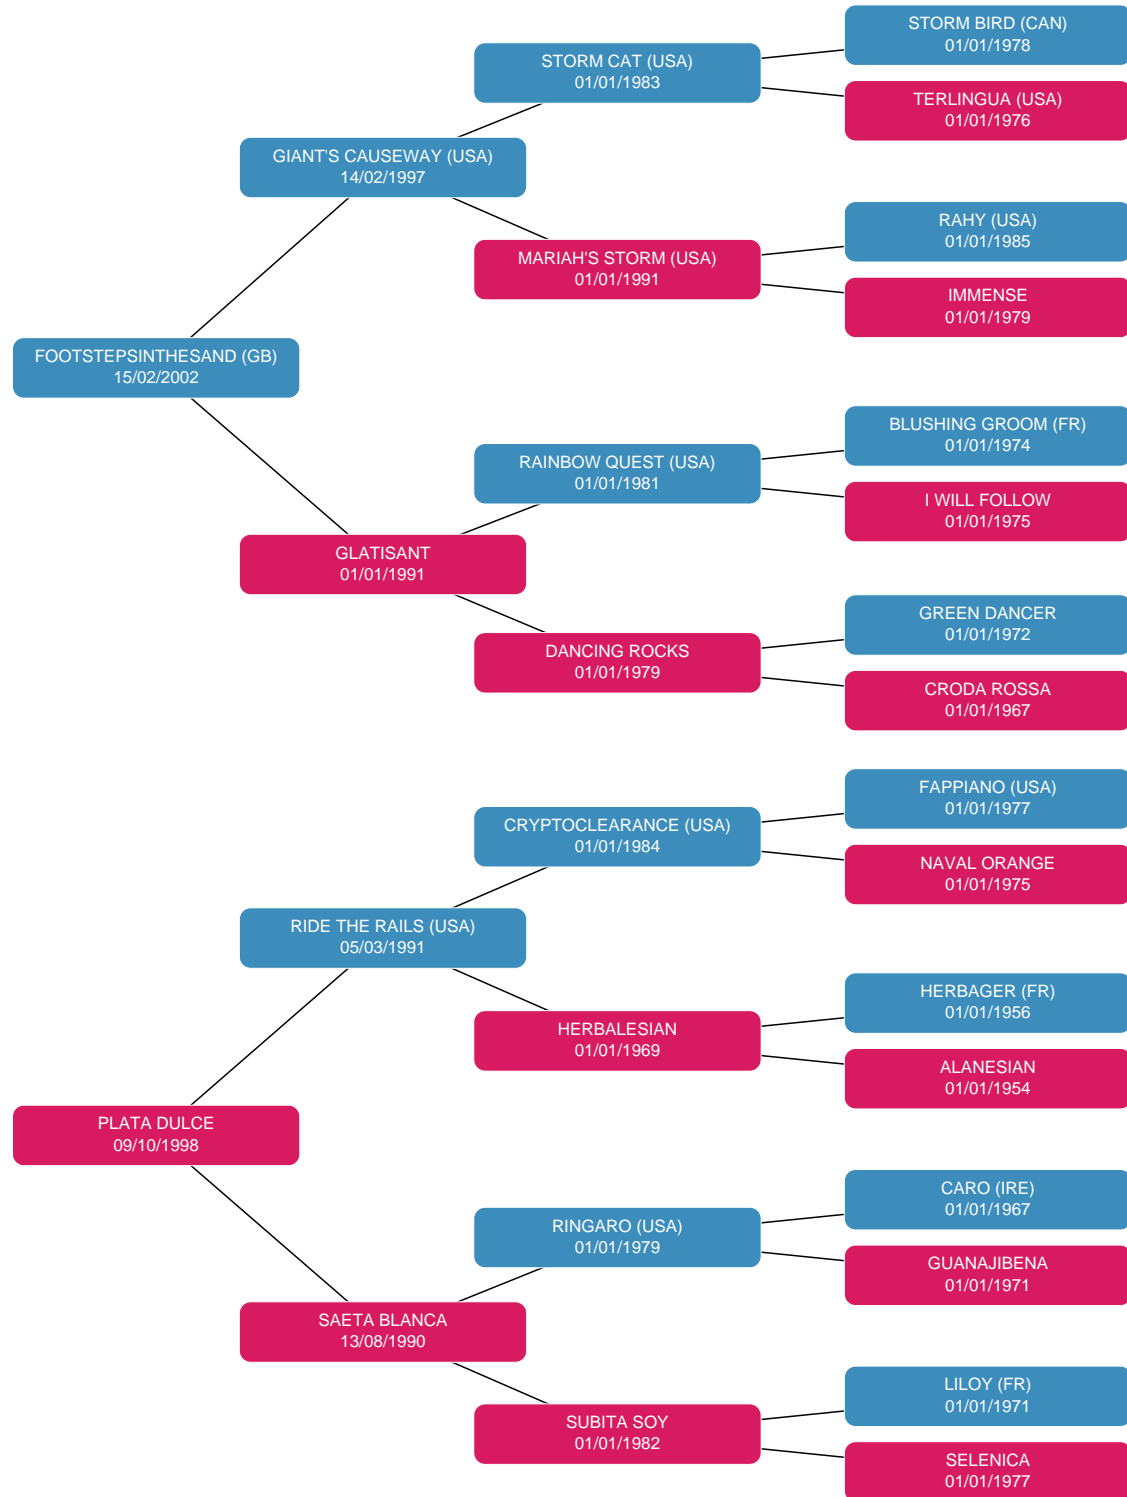 STORM BIRD (CAN)
01/01/1978
STORM CAT (USA)
01/01/1983
TERLINGUA (USA)
01/01/1976
GIANT'S CAUSEWAY (USA)
14/02/1997
RAHY (USA)
01/01/1985
MARIAH'S STORM (USA)
01/01/1991
IMMENSE
01/01/1979
FOOTSTEPSINTHESAND (GB)
15/02/2002
BLUSHING GROOM (FR)
01/01/1974
RAINBOW QUEST (USA)
01/01/1981
I WILL FOLLOW
01/01/1975
GLATISANT
01/01/1991
GREEN DANCER
01/01/1972
DANCING ROCKS
01/01/1979
CRODA ROSSA
01/01/1967
FAPPIANO (USA)
01/01/1977
CRYPTOCLEARANCE (USA)
01/01/1984
NAVAL ORANGE
01/01/1975
RIDE THE RAILS (USA)
05/03/1991
HERBAGER (FR)
01/01/1956
HERBALESIAN
01/01/1969
ALANESIAN
01/01/1954
PLATA DULCE
09/10/1998
CARO (IRE)
01/01/1967
RINGARO (USA)
01/01/1979
GUANAJIBENA
01/01/1971
SAETA BLANCA
13/08/1990
LILOY (FR)
01/01/1971
SUBITA SOY
01/01/1982
SELENICA
01/01/1977